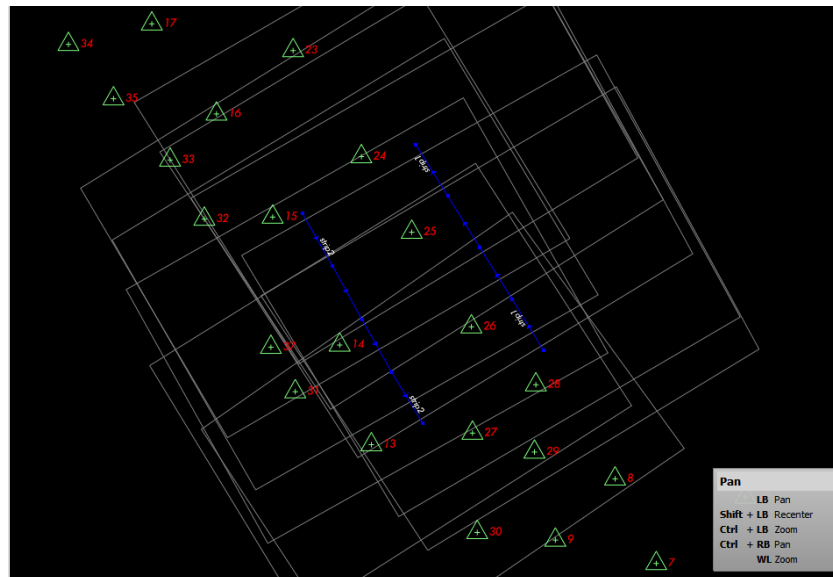 17
34
23
35
16
33
24
strip1
32
15
25
strip2
strip1
26
14
28
strip2
27
13
29
8
30
9
7
Pan
LB Pan
Shift + LB Recenter
Ctrl + LB Zoom
Ctrl + RB Pan
WL Zoom